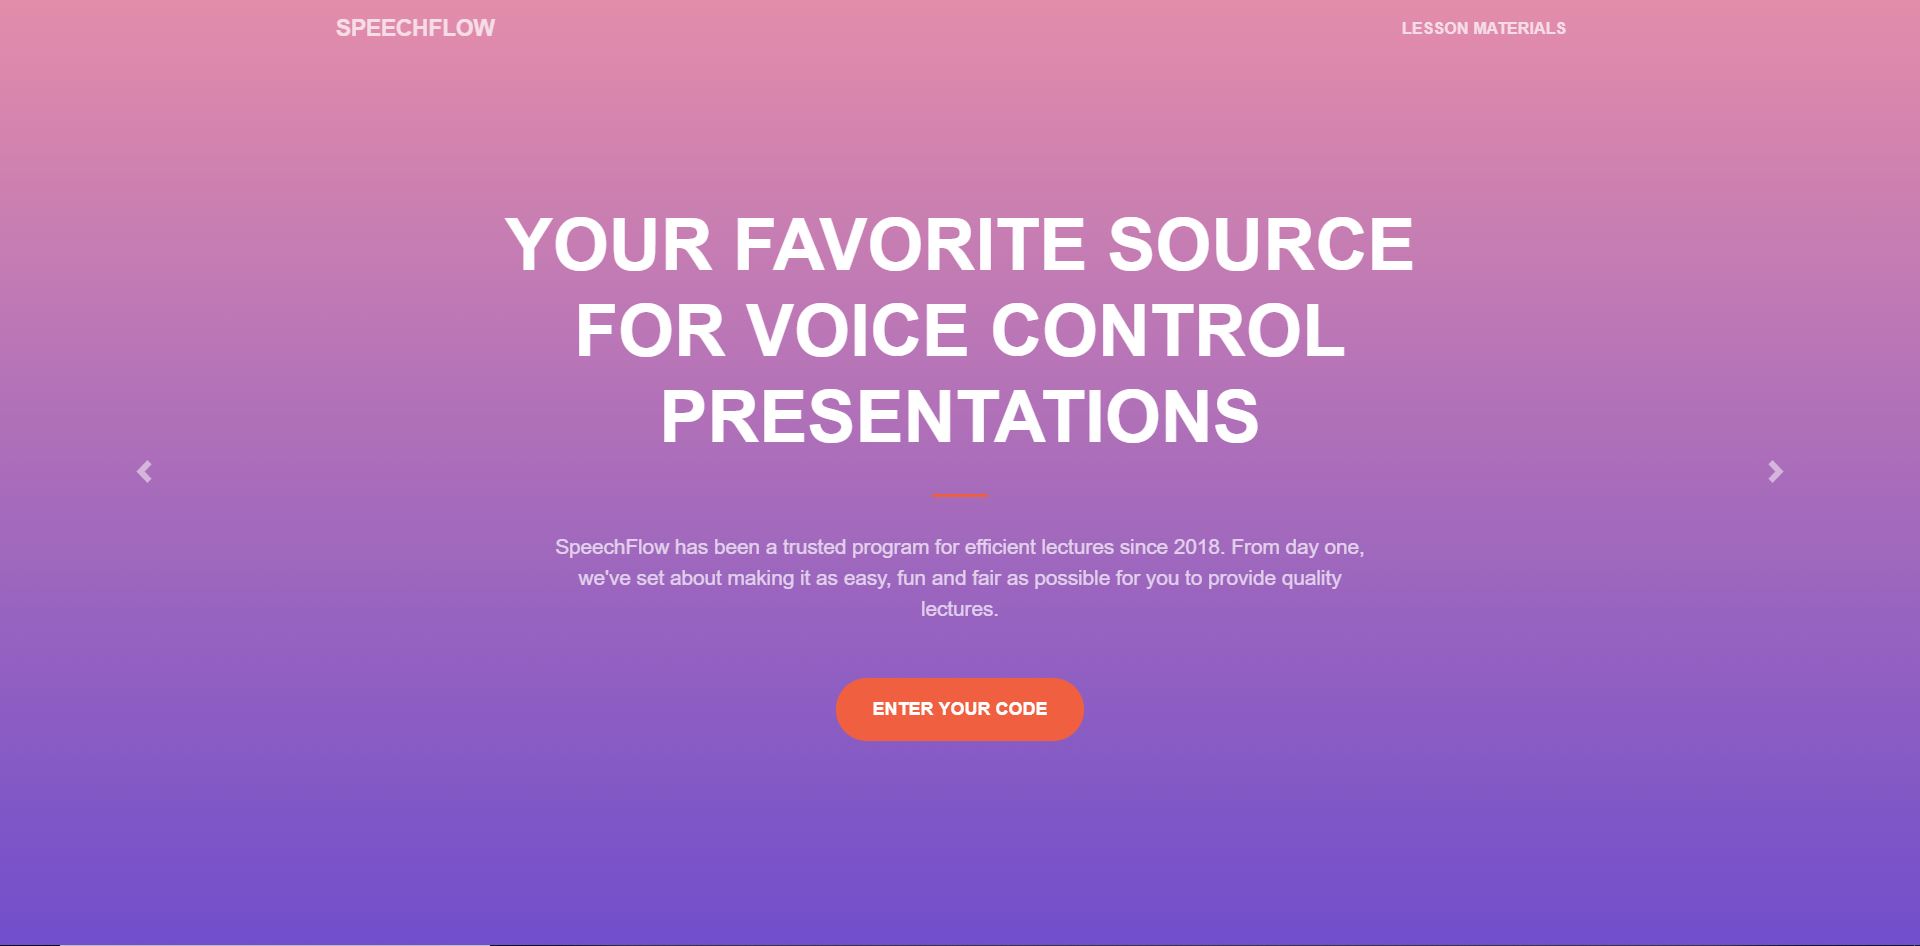 SPEECHFLOW
LESSON MATERIALS
YOUR FAVORITE SOURCE
FOR VOICE CONTROL
PRESENTATIONS
SpeechFlow has been a trusted program for efficient lectures since 2018. From day one,
we've set about making it as easy, fun and fair as possible for you to provide quality
lectures.
ENTER YOUR CODE